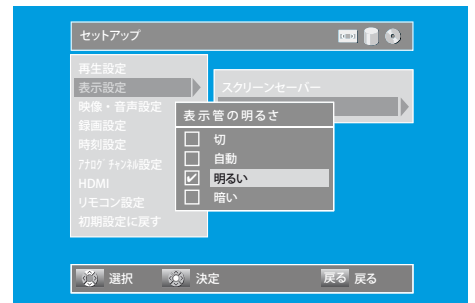 セットアップ
再生設定
表示設定
スクリーンセーバー
映像・音声設定
表示管の明るさ
録画設定
切
時刻設定
自動
アナログチャンネル設定
明るい
HDMI
暗い
リモコン設定
初期設定に戻す
選択 決定 戻る 戻る